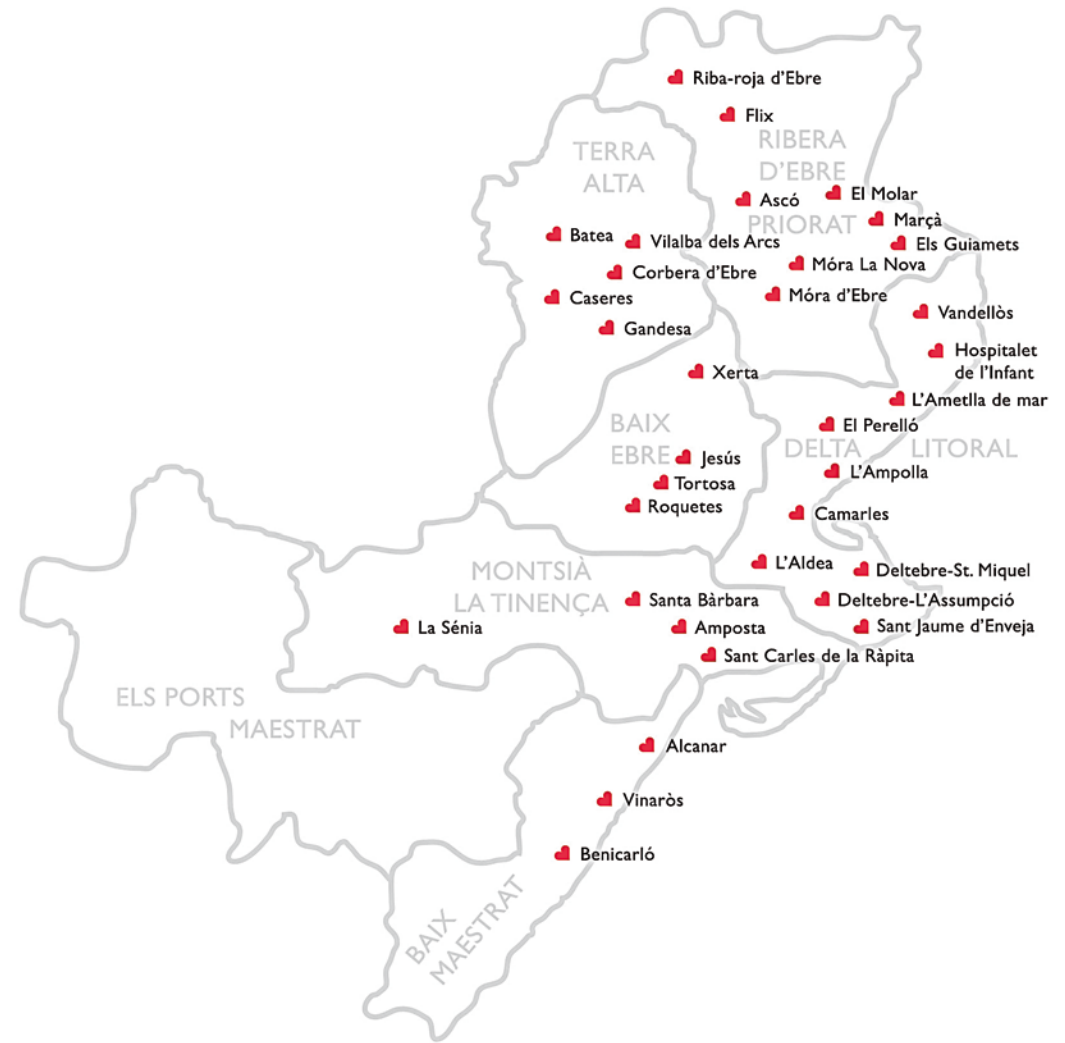 Riba-roja d'Ebre
Flix
RIBERA
D'EBRE
TERRA
ALTA
El Molar
Ascó
Marçà
PRIORAT
Batea
Vilalba dels Arcs
Els Guiamets
Móra La Nova
Corbera d'Ebre
Móra d'Ebre
Caseres
Vandellòs
Gandesa
Hospitalet
de l'Infant
Xerta
L'Ametlla de mar
BAIX
EBRE
El Perelló
DELTA
LITORAL
Jesús
L'Ampolla
Tortosa
Roquetes
Camarles
L'Aldea
Deltebre-St. Miquel
MONTSIÀ
LA TINENÇA
Santa Bàrbara
Deltebre-L'Assumpció
La Sénia
Amposta
Sant Jaume d'Enveja
Sant Carles de la Ràpita
ELS PORTS
MAESTRAT
Alcanar
Vinaròs
Benicarló
BAIX
MAESTRAT